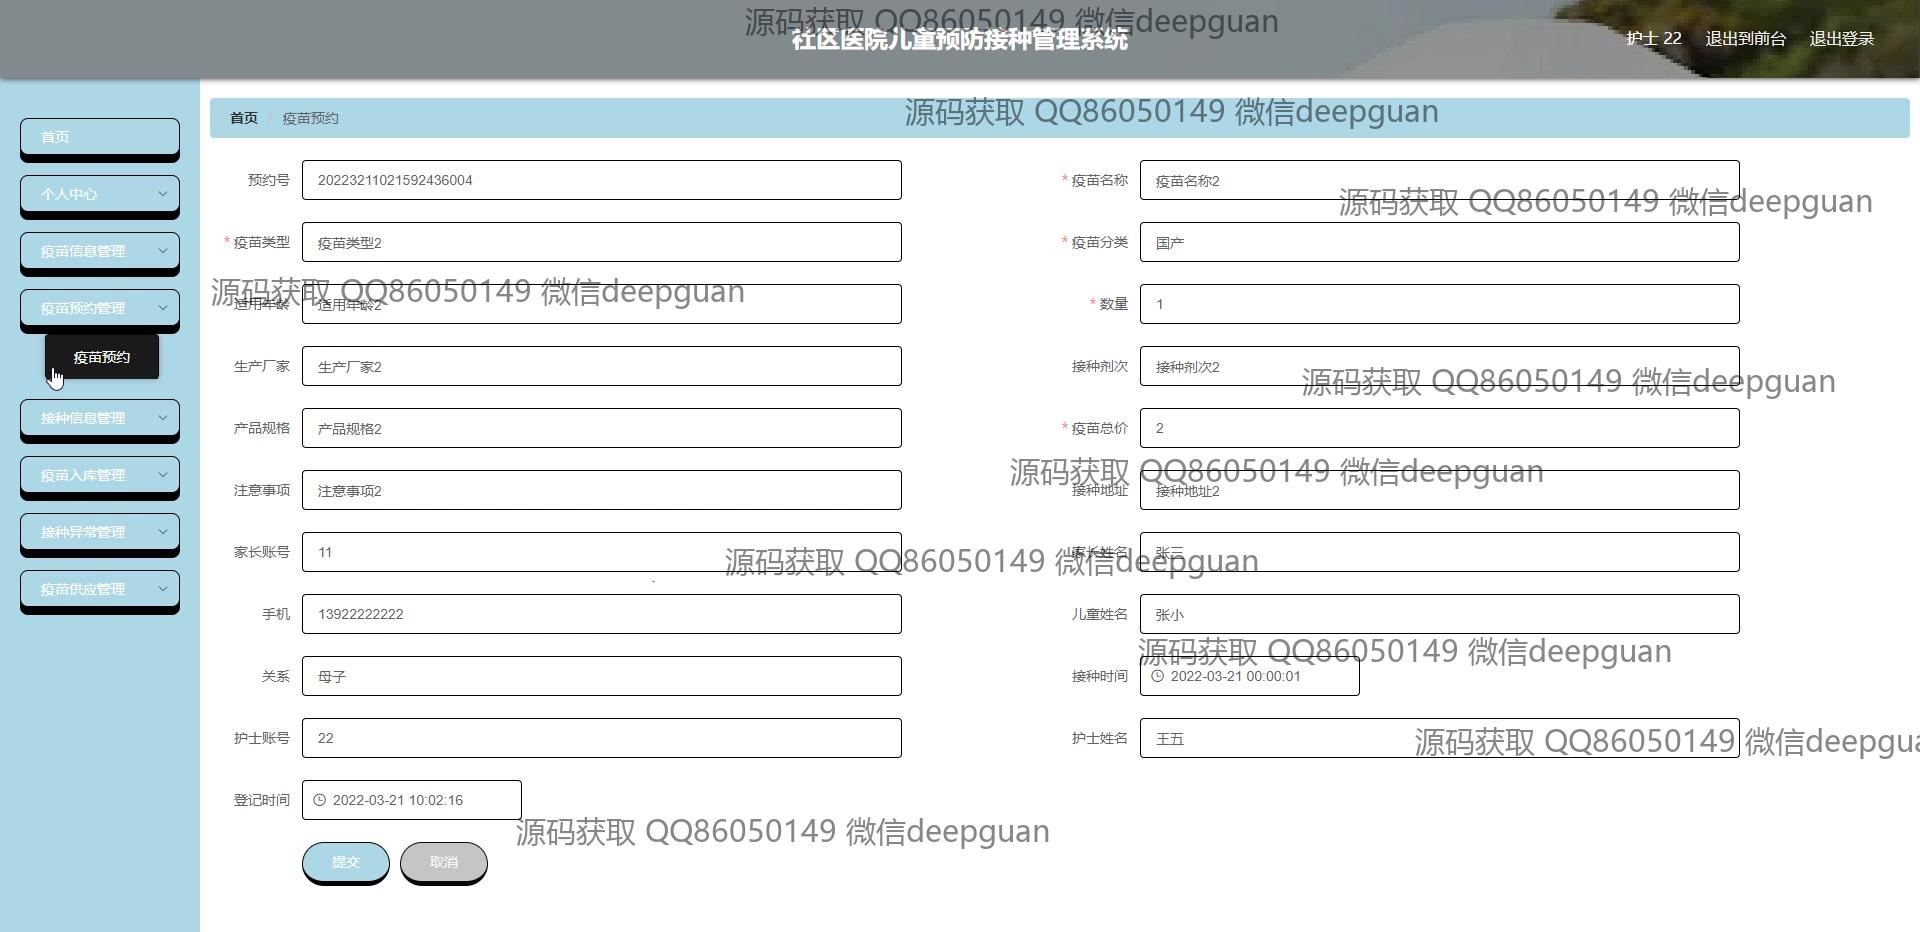 源码获取 QQ86050149 微信deepguan
社区医院儿童预防接种管理系统
护士 22 退出到前台 退出登录
首页 / 疫苗预约
源码获取 QQ86050149 微信deepguan
首页
个人中心
疫苗信息管理
疫苗预约管理
疫苗预约
接种信息管理
疫苗入库管理
接种异常管理
疫苗供应管理
预约号 20223211021592436004
* 疫苗名称 疫苗名称2
源码获取 QQ86050149 微信deepguan
* 疫苗类型 疫苗类型2
* 疫苗分类 国产
源码获取 QQ86050149 微信deepguan
适用年龄 适用年龄2
* 数量 1
生产厂家 生产厂家2
接种剂次 接种剂次2
源码获取 QQ86050149 微信deepguan
产品规格 产品规格2
* 疫苗总价 2
源码获取 QQ86050149 微信deepguan
注意事项 注意事项2
接种地址 接种地址2
家长账号 11
家长姓名 张三
源码获取 QQ86050149 微信deepguan
手机 13922222222
儿童姓名 张小
源码获取 QQ86050149 微信deepguan
关系 母子
接种时间 2022-03-21 00:00:01
护士账号 22
护士姓名 王五
源码获取 QQ86050149 微信deepgua
登记时间 2022-03-21 10:02:16
源码获取 QQ86050149 微信deepguan
提交 取消